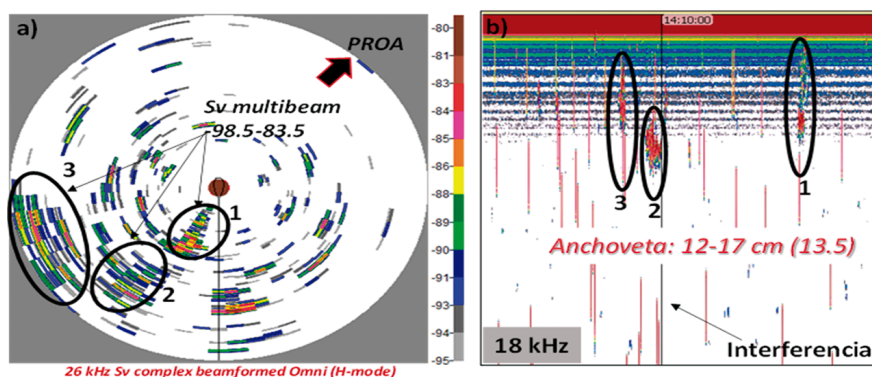 a)
PROA
Sv multibeam
-98.5-83.5
3
1
2
-80
-83
-84
-85
-86
-87
-88
-89
-90
-91
-92
-93
-94
-95
26 kHz Sv complex beamformed Omni (H-mode)
b)
14:10:00
3
2
1
Anchoveta: 12-17 cm (13.5)
18 kHz
Interferencia